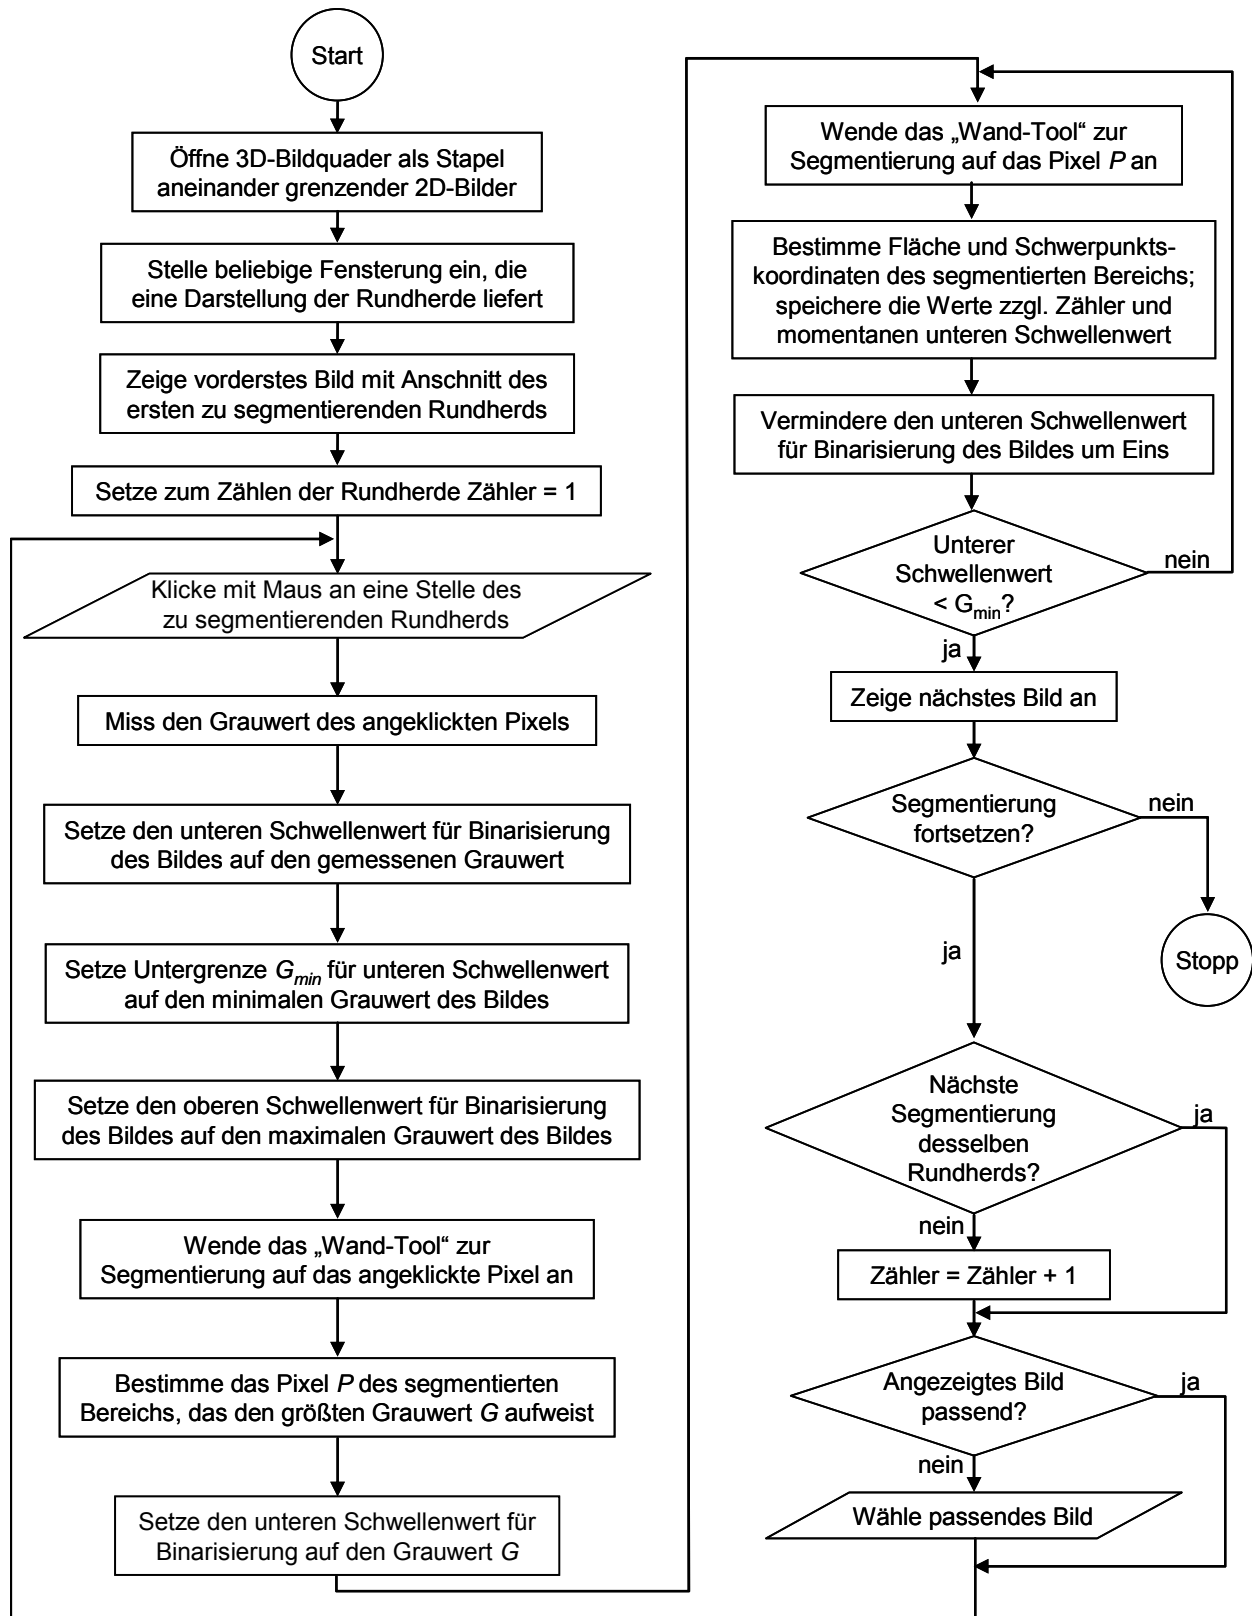 Start
Öffne 3D-Bildquader als Stapel
aneinander grenzender 2D-Bilder
Stelle beliebige Fensterung ein, die
eine Darstellung der Rundherde liefert
Zeige vorderstes Bild mit Anschnitt des
ersten zu segmentierenden Rundherds
Setze zum Zählen der Rundherde Zähler = 1
Klicke mit Maus an eine Stelle des
zu segmentierenden Rundherds
Miss den Grauwert des angeklickten Pixels
Setze den unteren Schwellenwert für Binarisierung
des Bildes auf den gemessenen Grauwert
Setze Untergrenze Gmin für unteren Schwellenwert
auf den minimalen Grauwert des Bildes
Setze den oberen Schwellenwert für Binarisierung
des Bildes auf den maximalen Grauwert des Bildes
Wende das „Wand-Tool“ zur
Segmentierung auf das angeklickte Pixel an
Bestimme das Pixel P des segmentierten
Bereichs, das den größten Grauwert G aufweist
Setze den unteren Schwellenwert für
Binarisierung auf den Grauwert G
Wende das „Wand-Tool“ zur
Segmentierung auf das Pixel P an
Bestimme Fläche und Schwerpunkts-
koordinaten des segmentierten Bereichs;
speichere die Werte zzgl. Zähler und
momentanen unteren Schwellenwert
Vermindere den unteren Schwellenwert
für Binarisierung des Bildes um Eins
Unterer
Schwellenwert
< Gmin?
nein
ja
Zeige nächstes Bild an
Segmentierung
fortsetzen?
nein
Stopp
ja
Nächste
Segmentierung
desselben
Rundherds?
ja
nein
Zähler = Zähler + 1
Angezeigtes Bild
passend?
ja
nein
Wähle passendes Bild